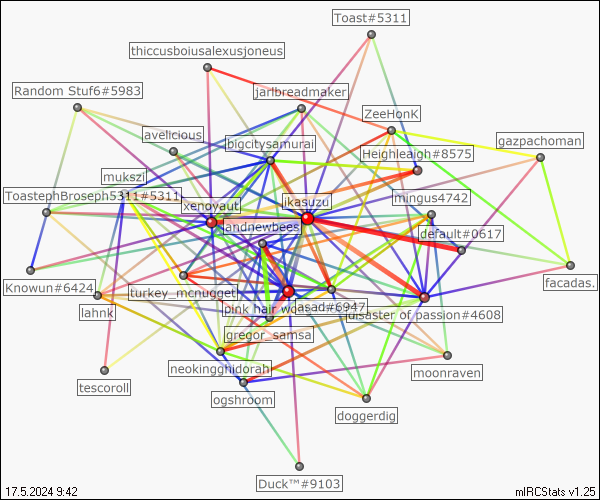 Toast#5311
thiccusboiusalexusjoneus
Random Stuf6#5983
jarlbreadmaker
ZeeHonK
avelicious
bigcitysamurai
gazpachoman
Heighleaigh#8575
mukszi
ToastephBroseph5311#5311
mingus4742
xenoyaut
ikasuzu
jandnewbees
default#0617
Knowun#6424
facadas.
turkey_mcnugget
lahnk
pink hair
asad#6947
disaster of passion#4608
gregor_samsa
neokingghidorah
moonraven
tescoroll
ogshroom
doggerdig
Duck™#9103
17.5.2024 9:42
mIRCStats v1.25